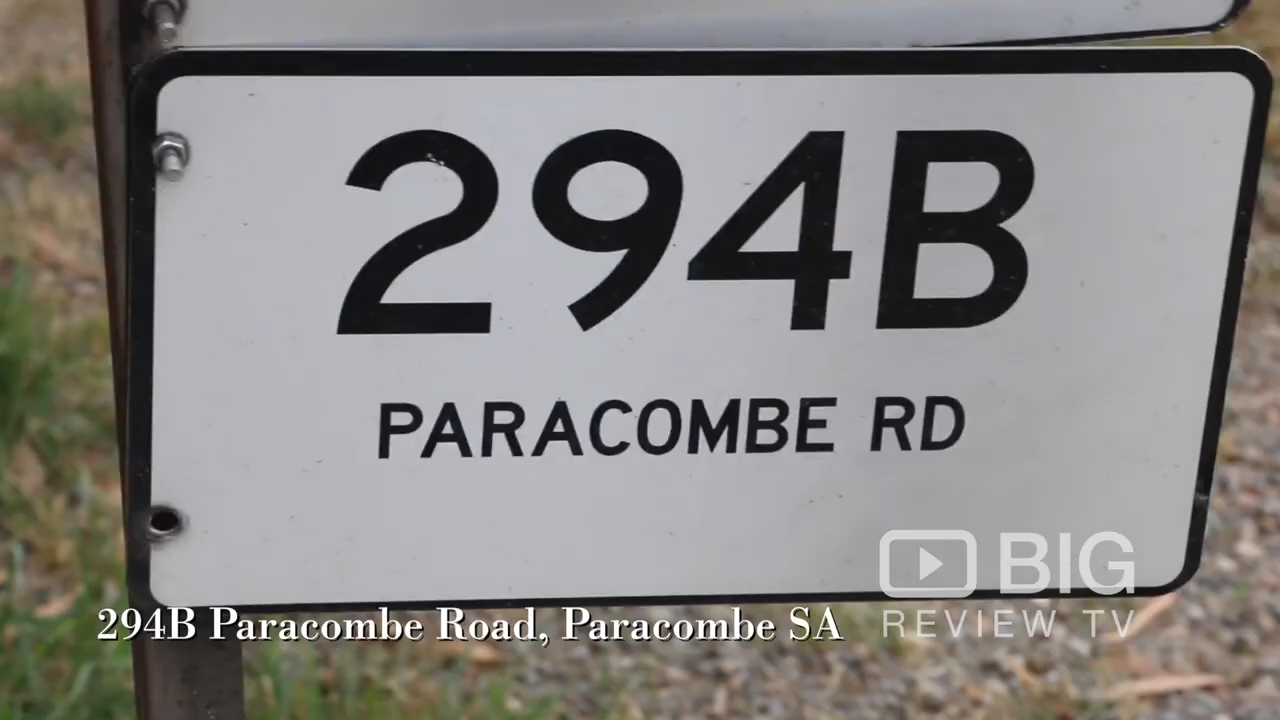 294B
PARACOMBE RD
BIG
REVIEW TV
294B Paracombe Road, Paracombe SA